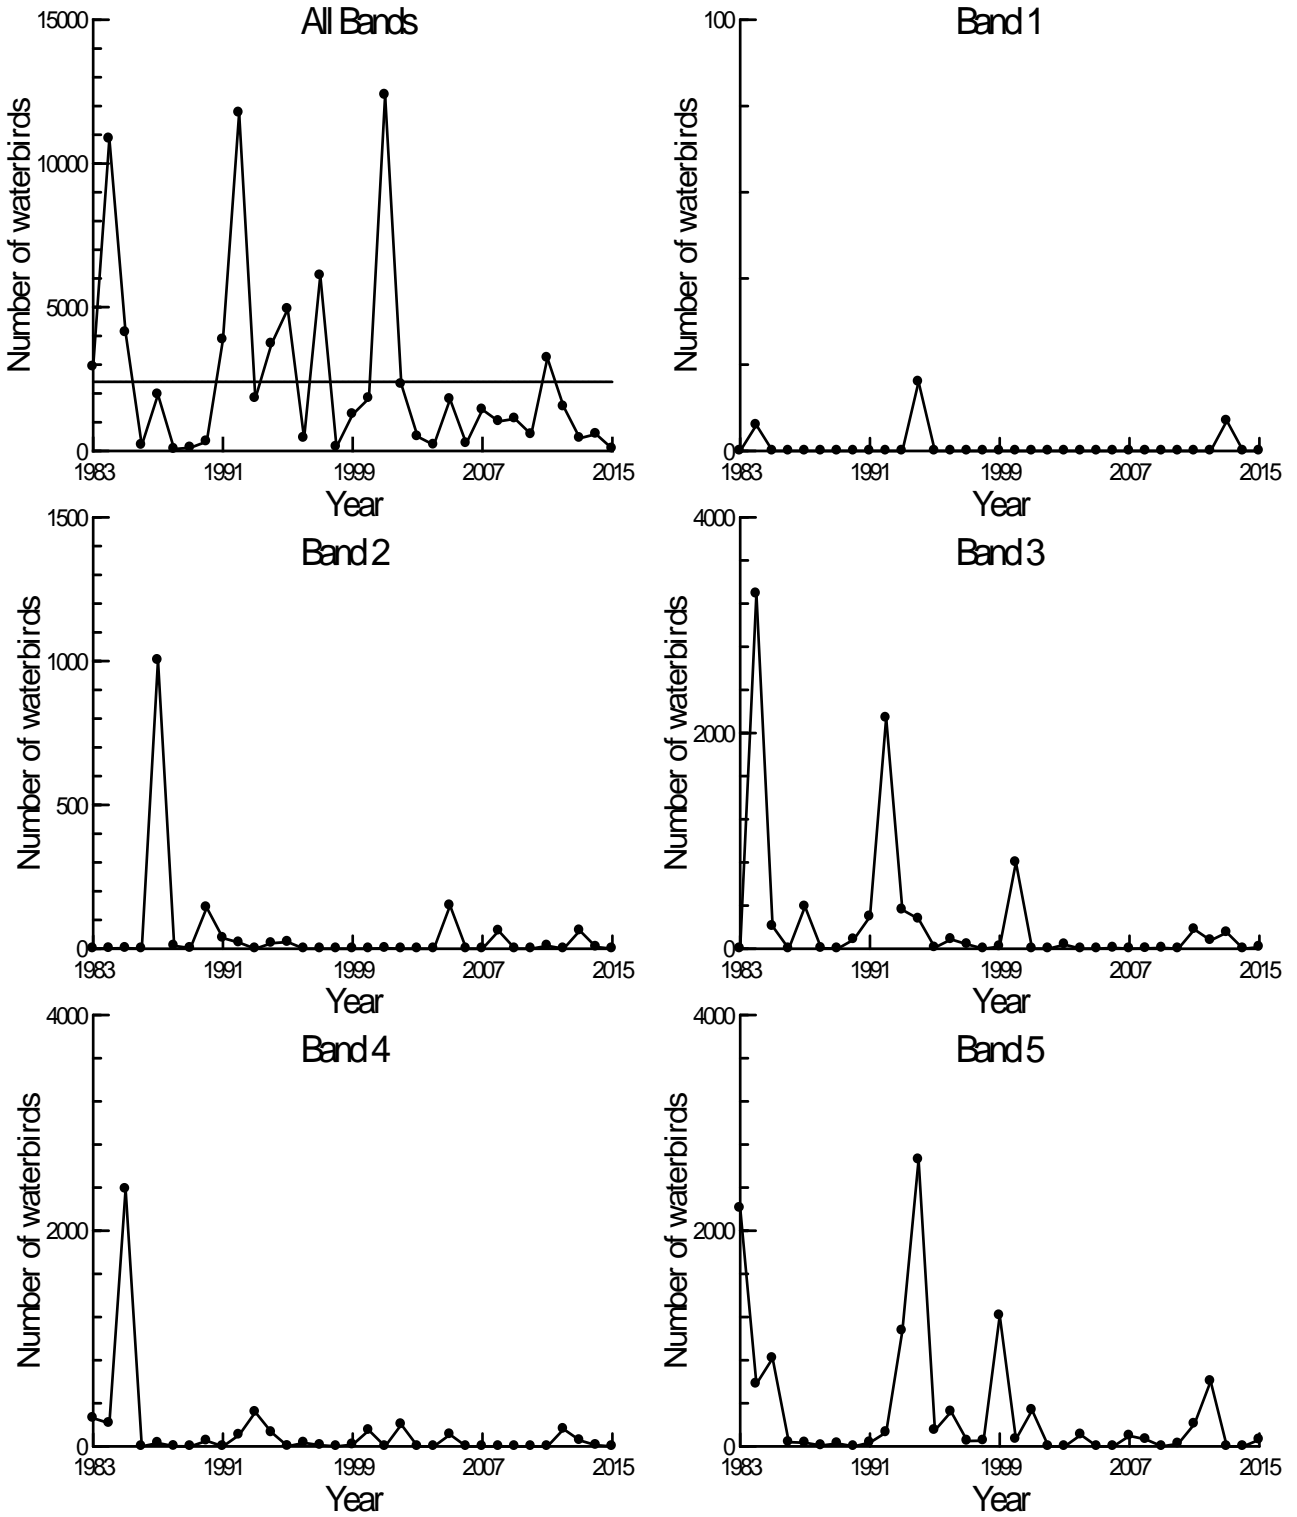 All Bands
Number of waterbirds
15000
10000
5000
0
1983 1991 1999 2007 2015
Year
Band 1
Number of waterbirds
100
0
1983 1991 1999 2007 2015
Year
Band 2
Number of waterbirds
1500
1000
500
0
1983 1991 1999 2007 2015
Year
Band 3
Number of waterbirds
4000
2000
0
1983 1991 1999 2007 2015
Year
Band 4
Number of waterbirds
4000
2000
0
1983 1991 1999 2007 2015
Year
Band 5
Number of waterbirds
4000
2000
0
1983 1991 1999 2007 2015
Year